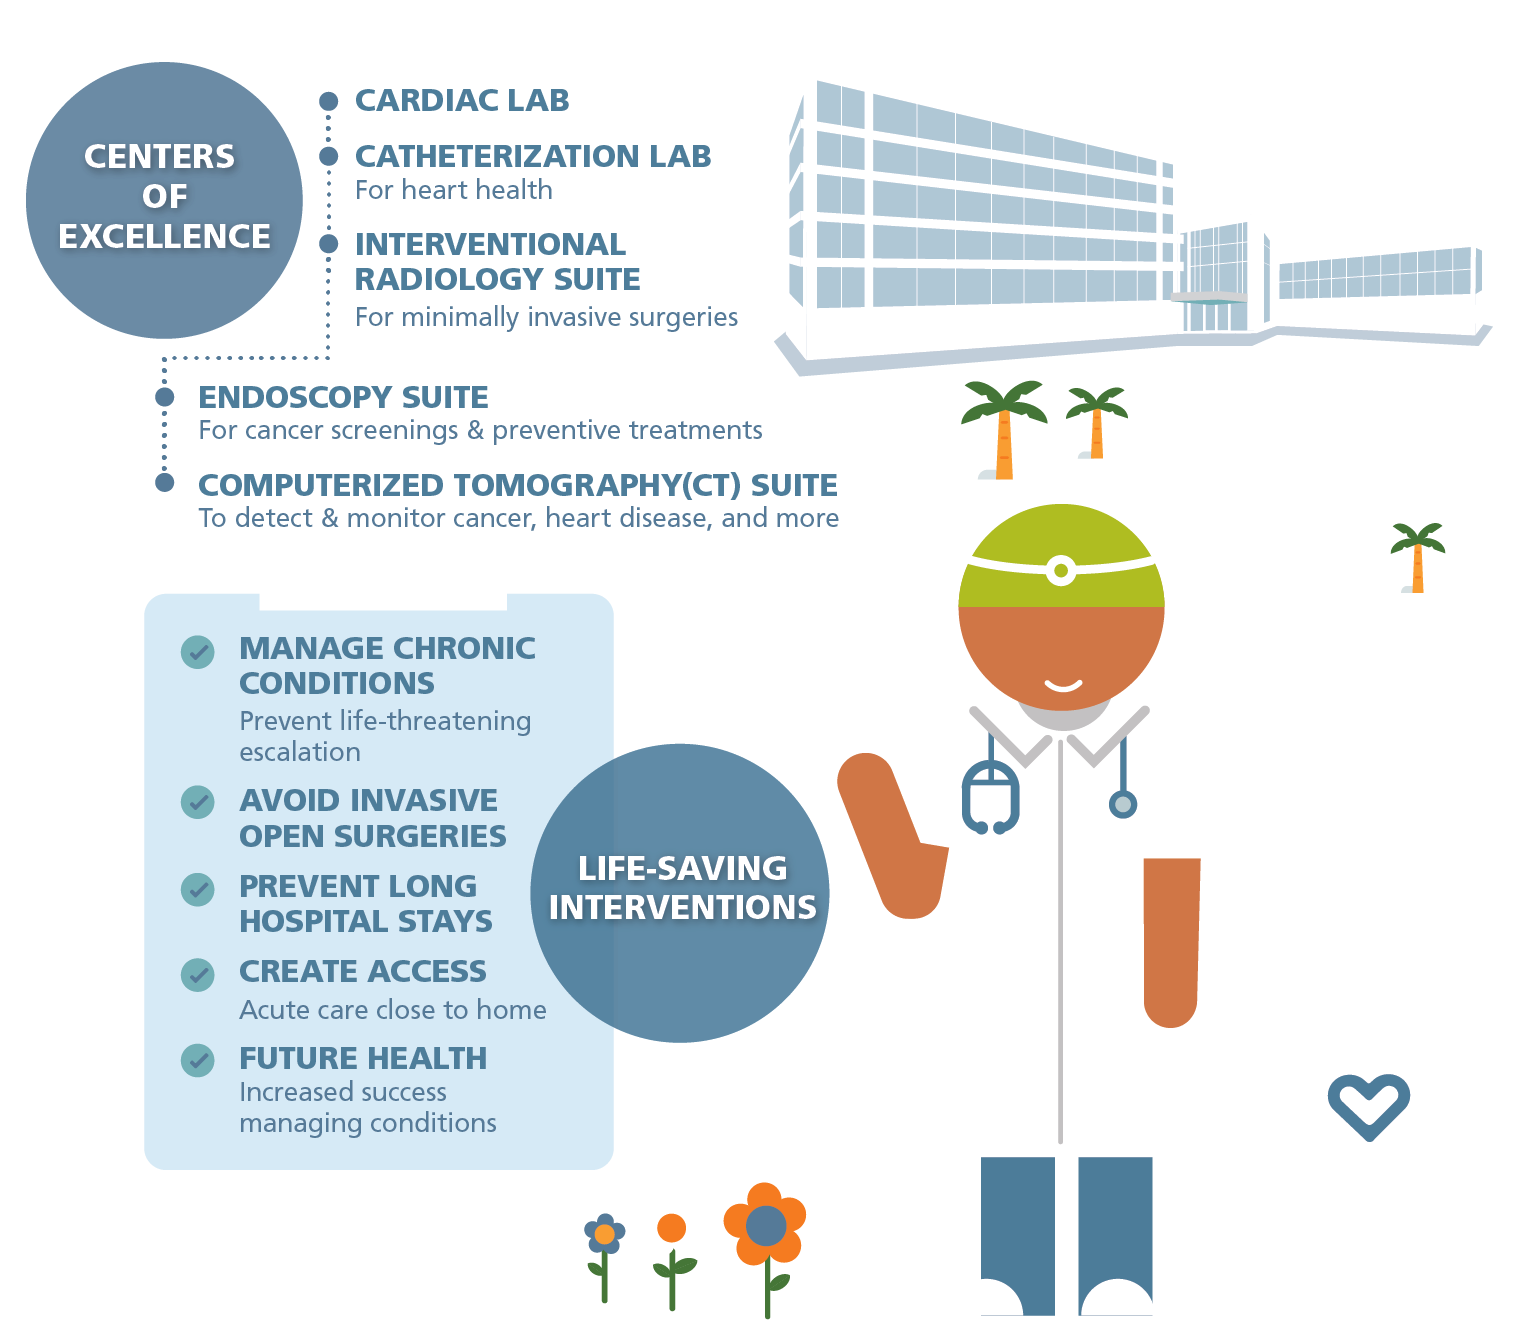 CENTERS
OF
EXCELLENCE
CARDIAC LAB
CATHETERIZATION LAB
For heart health
INTERVENTIONAL
RADIOLOGY SUITE
For minimally invasive surgeries
ENDOSCOPY SUITE
For cancer screenings & preventive treatments
COMPUTERIZED TOMOGRAPHY(CT) SUITE
To detect & monitor cancer, heart disease, and more
MANAGE CHRONIC
CONDITIONS
Prevent life-threatening
escalation
AVOID INVASIVE
OPEN SURGERIES
PREVENT LONG
HOSPITAL STAYS
CREATE ACCESS
Acute care close to home
FUTURE HEALTH
Increased success
managing conditions
LIFE-SAVING
INTERVENTIONS